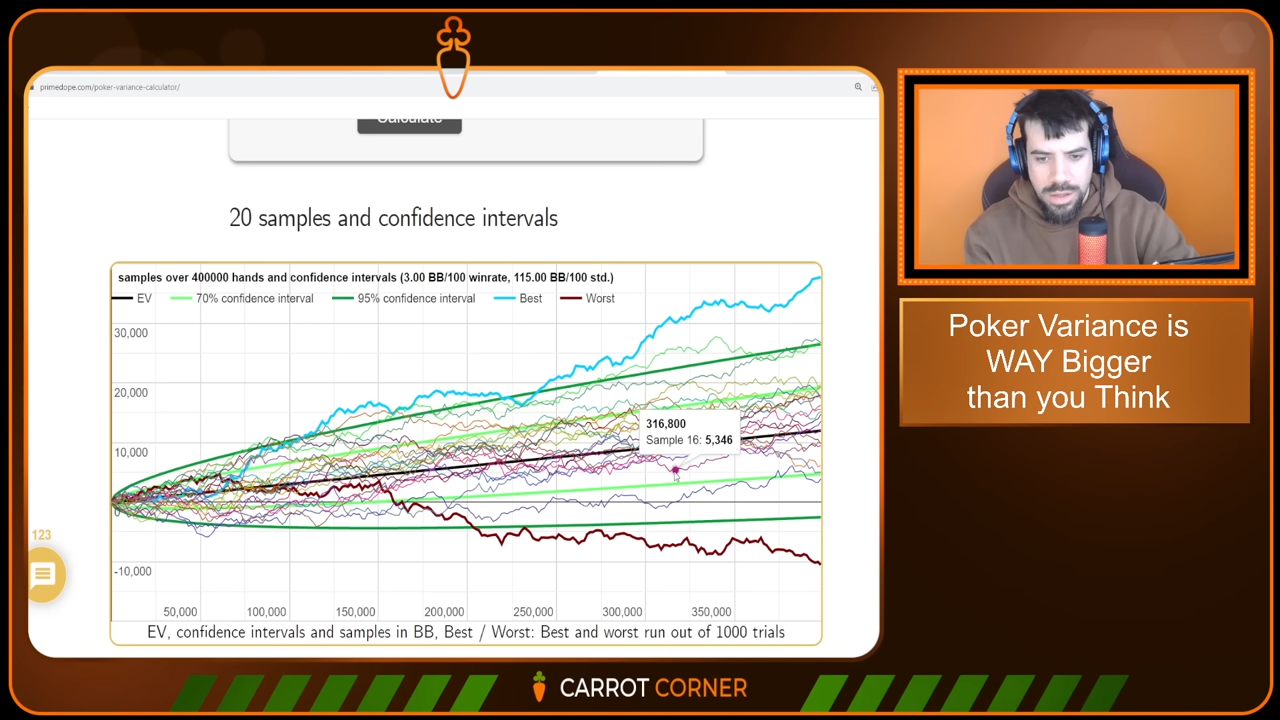 primedope.com/poker-variance-calculator/
Calculate
20 samples and confidence intervals
samples over 400000 hands and confidence intervals (3.00 BB/100 winrate, 115.00 BB/100 std.)
EV 70% confidence interval 95% confidence interval Best Worst
30,000
20,000
316,800
Sample 16: 5,346
10,000
0
-10,000
50,000 100,000 150,000 200,000 250,000 300,000 350,000
EV, confidence intervals and samples in BB, Best / Worst: Best and worst run out of 1000 trials
123
Poker Variance is
WAY Bigger
than you Think
CARROT CORNER